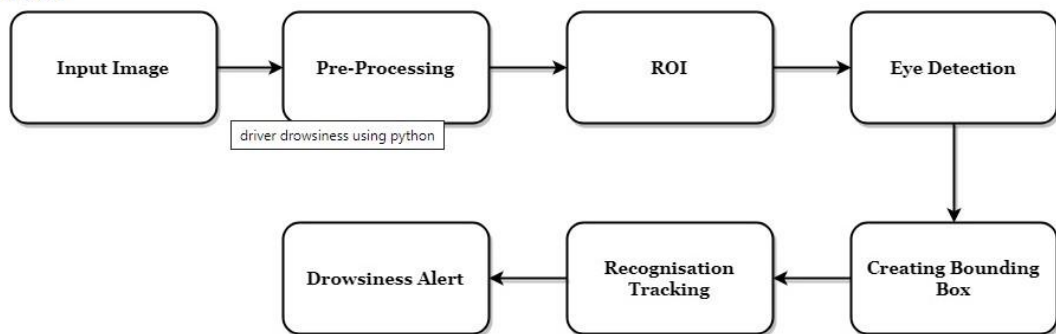 Input Image
Pre-Processing
ROI
Eye Detection
driver drowsiness using python
Drowsiness Alert
Recognisation
Tracking
Creating Bounding
Box